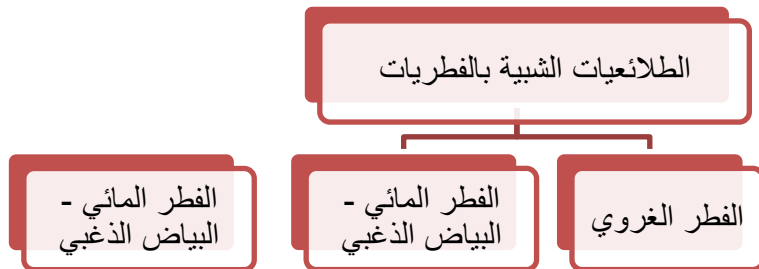 الطلائعيات الشبية بالفطريات
الفطر الغروي
الفطر المائي -
البياض الذغبي
الفطر المائي -
البياض الذغبي